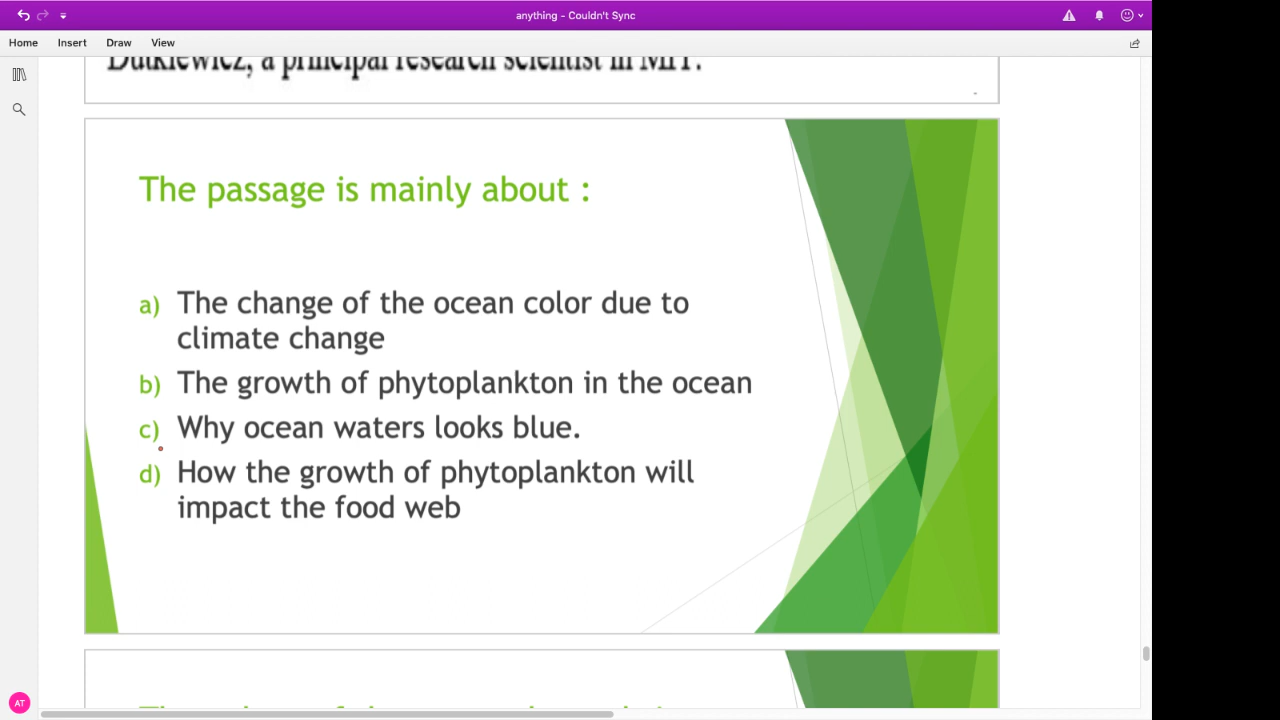 anything - Couldn't Sync
Home Insert Draw View
Dutkiewicz, a principal research scientist in MIT.
The passage is mainly about :
a) The change of the ocean color due to
climate change
b) The growth of phytoplankton in the ocean
c) Why ocean waters looks blue.
d) How the growth of phytoplankton will
impact the food web
AT